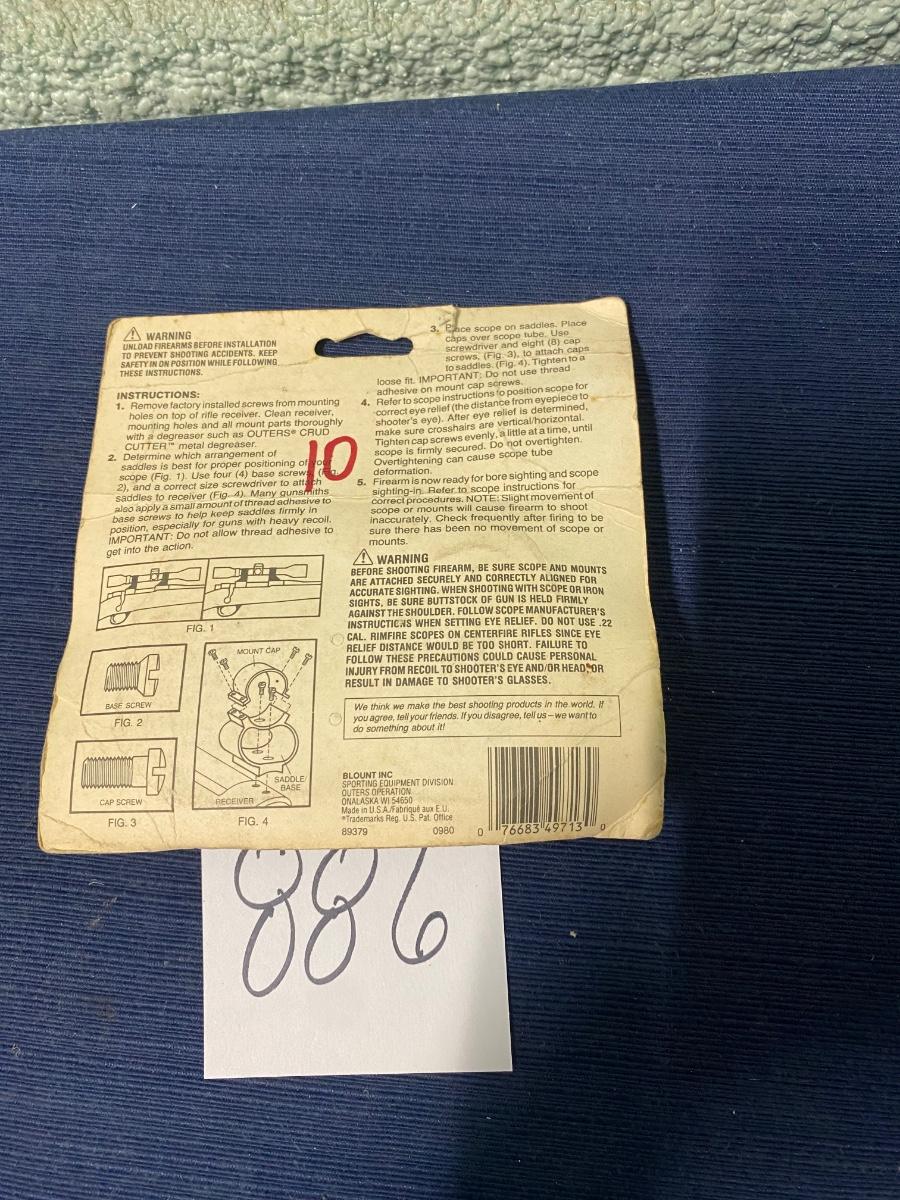 ⚠ WARNING
UNLOAD FIREARMS BEFORE INSTALLATION
TO PREVENT SHOOTING ACCIDENTS. KEEP
SAFETY IN ON POSITION WHILE FOLLOWING
THESE INSTRUCTIONS.
INSTRUCTIONS:
1. Remove factory installed screws from mounting
holes on top of rifle receiver. Clean receiver,
mounting holes and all mount parts thoroughly
with a degreaser such as OUTERS® CRUD
CUTTER™ metal degreaser.
2. Determine which arrangement of
saddles is best for proper positioning of your
scope (Fig. 1). Use four (4) base screws, (Fig.
2), and a correct size screwdriver to attach
saddles to receiver (Fig. 4). Many gunsmiths
also apply a small amount of thread adhesive to
base screws to help keep saddles firmly in
position, especially for guns with heavy recoil.
IMPORTANT: Do not allow thread adhesive to
get into the action.
10
FIG. 1
BASE SCREW
FIG. 2
CAP SCREW
FIG. 3
MOUNT CAP
SADDLE/
BASE
RECEIVER
FIG. 4
3. Place scope on saddles. Place
caps over scope tube. Use
screwdriver and eight (8) cap
screws, (Fig. 3), to attach caps
to saddles. (Fig. 4). Tighten to a
loose fit. IMPORTANT: Do not use thread
adhesive on mount cap screws.
4. Refer to scope instructions to position scope for
correct eye relief (the distance from eyepiece to
shooter's eye). After eye relief is determined,
make sure crosshairs are vertical/horizontal.
Tighten cap screws evenly, a little at a time, until
scope is firmly secured. Do not overtighten.
Overtightening can cause scope tube
deformation.
5. Firearm is now ready for bore sighting and scope
sighting-in. Refer to scope instructions for
correct procedures. NOTE: Slight movement of
scope or mounts will cause firearm to shoot
inaccurately. Check frequently after firing to be
sure there has been no movement of scope or
mounts.
⚠ WARNING
BEFORE SHOOTING FIREARM, BE SURE SCOPE AND MOUNTS
ARE ATTACHED SECURELY AND CORRECTLY ALIGNED FOR
ACCURATE SIGHTING. WHEN SHOOTING WITH SCOPE OR IRON
SIGHTS, BE SURE BUTTSTOCK OF GUN IS HELD FIRMLY
AGAINST THE SHOULDER. FOLLOW SCOPE MANUFACTURER'S
INSTRUCTIONS WHEN SETTING EYE RELIEF. DO NOT USE .22
CAL. RIMFIRE SCOPES ON CENTERFIRE RIFLES SINCE EYE
RELIEF DISTANCE WOULD BE TOO SHORT. FAILURE TO
FOLLOW THESE PRECAUTIONS COULD CAUSE PERSONAL
INJURY FROM RECOIL TO SHOOTER'S EYE AND/OR HEAD, OR
RESULT IN DAMAGE TO SHOOTER'S GLASSES.
We think we make the best shooting products in the world. If
you agree, tell your friends. If you disagree, tell us—we want to
do something about it!
BLOUNT INC
SPORTING EQUIPMENT DIVISION
OUTERS OPERATION
ONALASKA WI 54650
Made in U.S.A./Fabriqué aux E.U.
®Trademarks Reg. U.S. Pat. Office
89379 0980
0 76683 49713 0
886